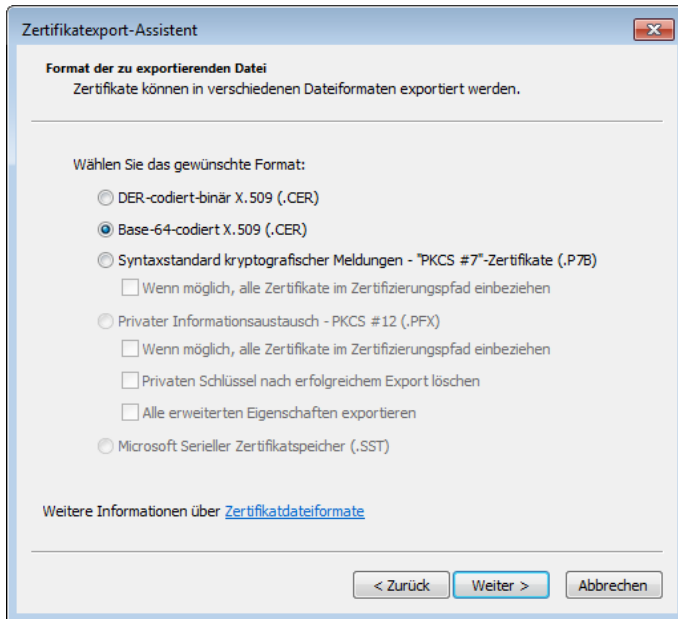 Zertifikatexport-Assistent
Format der zu exportierenden Datei
Zertifikate können in verschiedenen Dateiformaten exportiert werden.
Wählen Sie das gewünschte Format:
DER-codiert-binär X.509 (.CER)
Base-64-codiert X.509 (.CER)
Syntaxstandard kryptografischer Meldungen - "PKCS #7"-Zertifikate (.P7B)
Wenn möglich, alle Zertifikate im Zertifizierungspfad einbeziehen
Privater Informationsaustausch - PKCS #12 (.PFX)
Wenn möglich, alle Zertifikate im Zertifizierungspfad einbeziehen
Privaten Schlüssel nach erfolgreichem Export löschen
Alle erweiterten Eigenschaften exportieren
Microsoft Serieller Zertifikatspeicher (.SST)
Weitere Informationen über Zertifikatdateiformate
< Zurück Weiter > Abbrechen